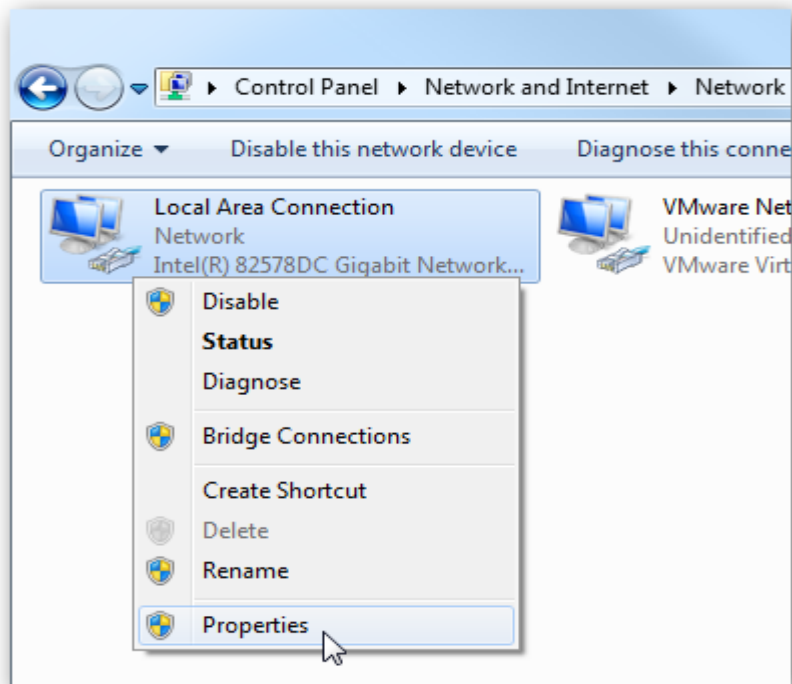 Control Panel Network and Internet Network
Organize Disable this network device Diagnose this conne
Local Area Connection
Network
Intel(R) 82578DC Gigabit Network...
VMware Net
Unidentified
VMware Virt
Disable
Status
Diagnose
Bridge Connections
Create Shortcut
Delete
Rename
Properties